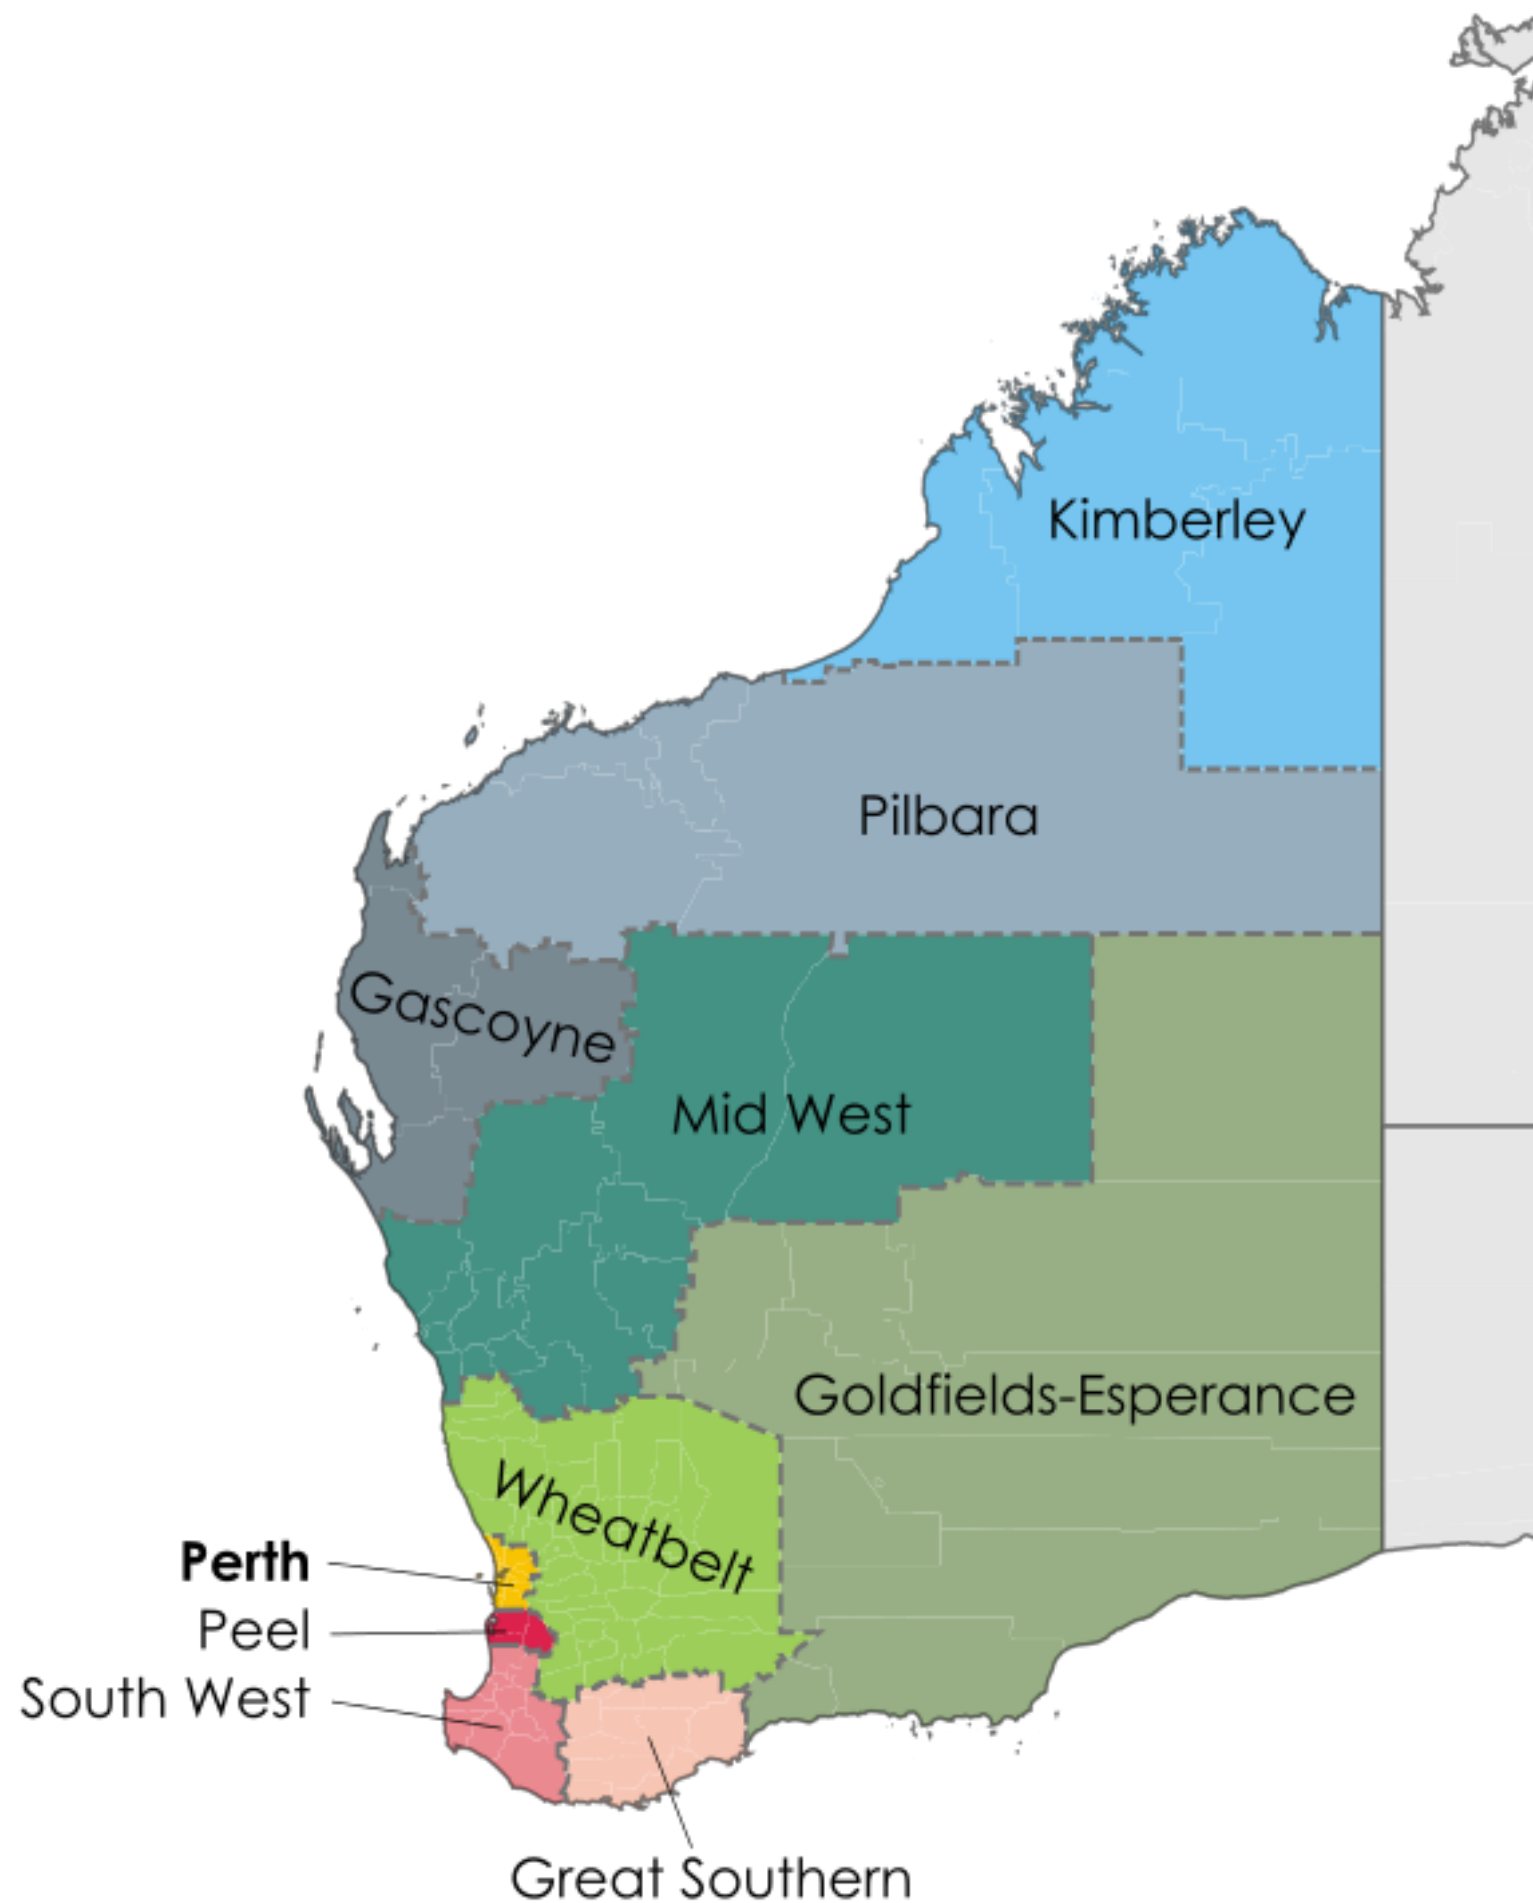 Kimberley
Pilbara
Gascoyne
Mid West
Goldfields-Esperance
Wheatbelt
Perth
Peel
South West
Great Southern